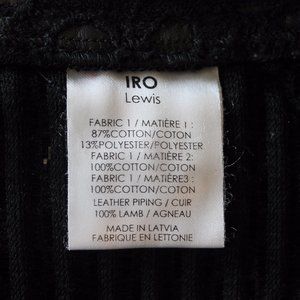 IRO
Lewis
FABRIC 1 / MATIÈRE 1 :
87%COTTON/COTON
13%POLYESTER/POLYESTER
FABRIC 1 / MATIÈRE 2:
100%COTTON/COTON
FABRIC 1 / MATIÈRE3 :
100%COTTON/COTON
LEATHER PIPING / CUIR
100% LAMB / AGNEAU
MADE IN LATVIA
FABRIQUE EN LETTONIE